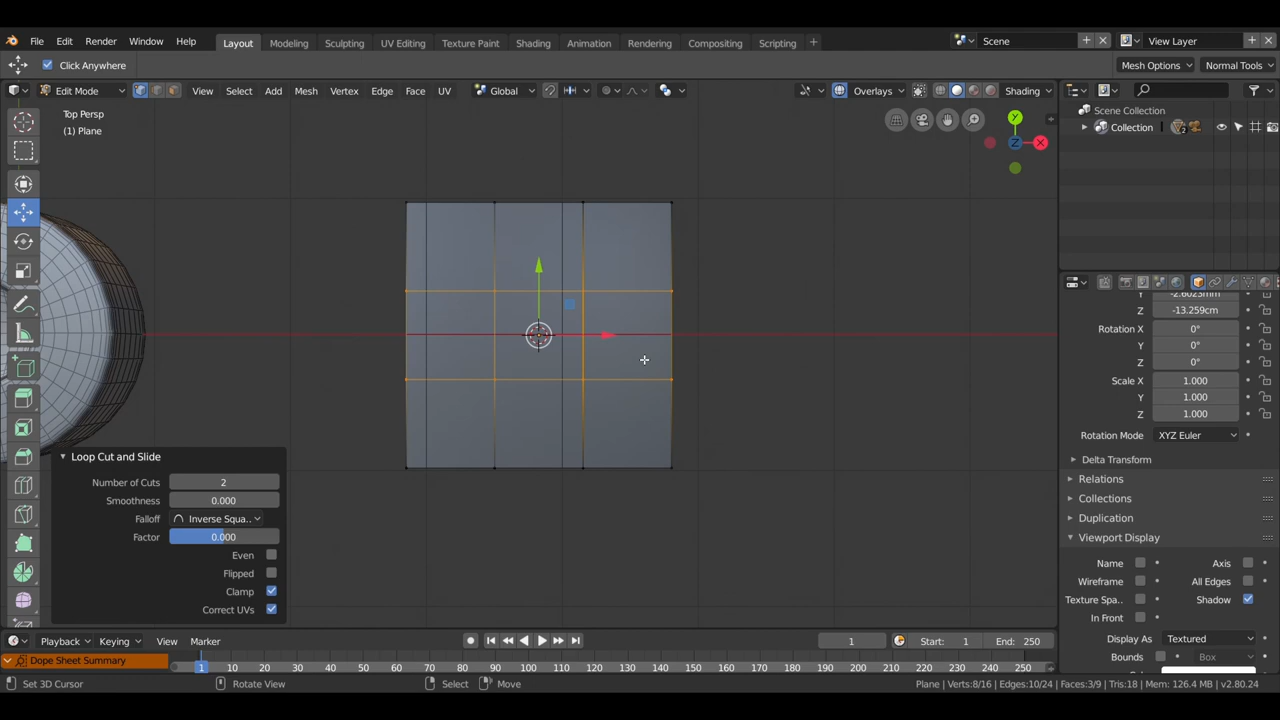 File Edit Render Window Help Layout Modeling Sculpting UV Editing Texture Paint Shading Animation Rendering Compositing Scripting + Scene View Layer
Click Anywhere Mesh Options Normal Tools
Edit Mode View Select Add Mesh Vertex Edge Face UV Global Overlays Shading
Top Persp
(1) Plane
Y
X
Z
Scene Collection
Collection
2
Y -2.6023mm
Z -13.259cm
Rotation X 0°
Y 0°
Z 0°
Scale X 1.000
Y 1.000
Z 1.000
Rotation Mode XYZ Euler
Delta Transform
Relations
Collections
Duplication
Viewport Display
Name Axis
Wireframe All Edges
Texture Spa.. Shadow
In Front
Display As Textured
Bounds Box
Loop Cut and Slide
Number of Cuts 2
Smoothness 0.000
Falloff Inverse Squa..
Factor 0.000
Even
Flipped
Clamp
Correct UVs
Playback Keying View Marker 1 Start: 1 End: 250
Dope Sheet Summary 1 10 20 30 40 50 60 70 80 90 100 110 120 130 140 150 160 170 180 190 200 210 220 230 240 250
Set 3D Cursor Rotate View Select Move Plane | Verts:8/16 | Edges:10/24 | Faces:3/9 | Tris:18 | Mem: 126.4 MB | v2.80.24